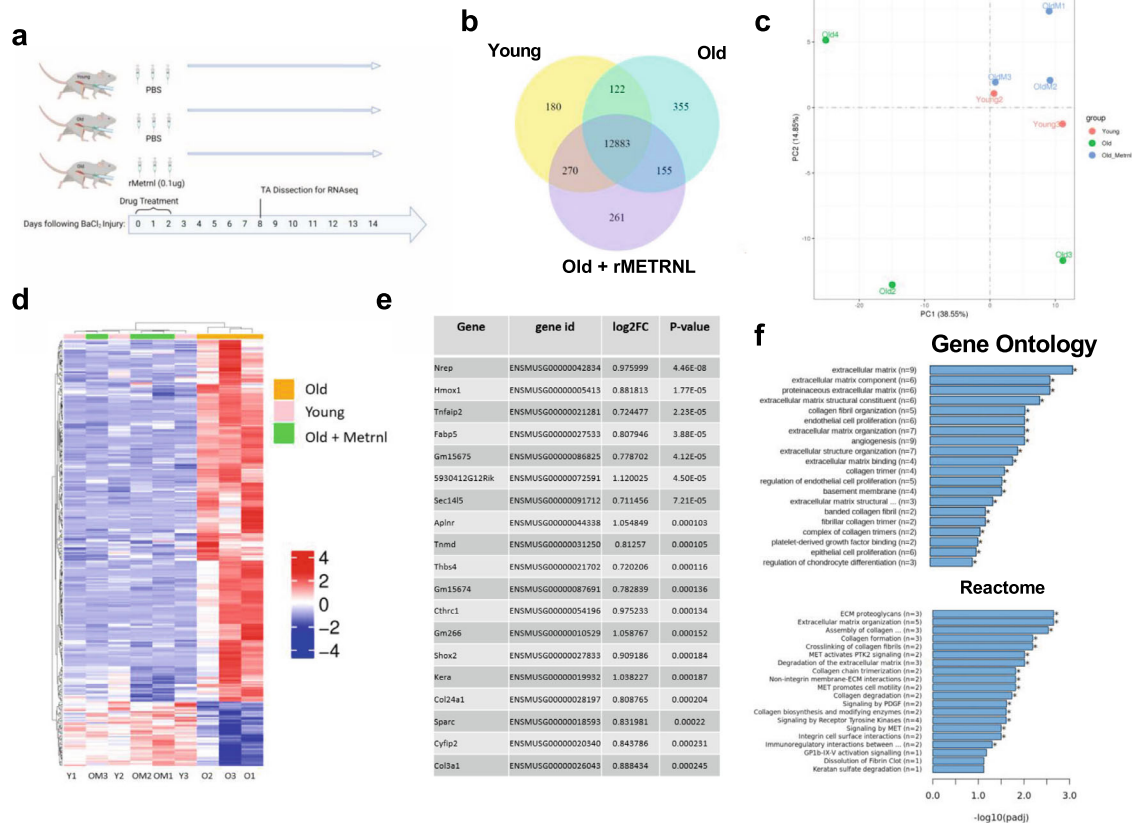 a
Young
PBS
Old
PBS
Old
rMetrnl (0.1ug)
TA Dissection for RNAseq
Drug Treatment
Days following BaCl2 Injury: 0 1 2 3 4 5 6 7 8 9 10 11 12 13 14
b
Young
Old
180
122
355
12883
270
155
261
Old + rMETRNL
c
OldM1
Old4
OldM3
OldM2
Young2
Young3
Old3
Old2
5
0
-5
-10
PC2 (14.85%)
-20 -10 0 10
PC1 (38.55%)
group
Young
Old
Old_Metrnl
d
Old
Young
Old + Metrnl
4
2
0
−2
−4
Y1 OM3 Y2 OM2 OM1 Y3 O2 O3 O1
e
Gene gene id log2FC P-value
Nrep ENSMUSG00000042834 0.975999 4.46E-08
Hmox1 ENSMUSG00000005413 0.881813 1.77E-05
Tnfaip2 ENSMUSG00000021281 0.724477 2.23E-05
Fabp5 ENSMUSG00000027533 0.807946 3.88E-05
Gm15675 ENSMUSG00000086825 0.778702 4.12E-05
5930412G12Rik ENSMUSG00000072591 1.120025 4.50E-05
Sec14l5 ENSMUSG00000091712 0.711456 7.21E-05
Aplnr ENSMUSG00000044338 1.054849 0.000103
Tnmd ENSMUSG00000031250 0.81257 0.000105
Thbs4 ENSMUSG00000021702 0.720206 0.000116
Gm15674 ENSMUSG00000087691 0.782839 0.000136
Cthrc1 ENSMUSG00000054196 0.975233 0.000134
Gm266 ENSMUSG00000010529 1.058767 0.000152
Shox2 ENSMUSG00000027833 0.909186 0.000184
Kera ENSMUSG00000019932 1.038227 0.000187
Col24a1 ENSMUSG00000028197 0.808765 0.000204
Sparc ENSMUSG00000018593 0.831981 0.00022
Cyfip2 ENSMUSG00000020340 0.843786 0.000231
Col3a1 ENSMUSG00000026043 0.888434 0.000245
f
Gene Ontology
extracellular matrix (n=9) *
extracellular matrix component (n=6) *
proteinaceous extracellular matrix (n=6) *
extracellular matrix structural constituent (n=6) *
collagen fibril organization (n=5) *
endothelial cell proliferation (n=6) *
extracellular matrix organization (n=7) *
angiogenesis (n=9) *
extracellular structure organization (n=7) *
extracellular matrix binding (n=4) *
collagen trimer (n=4) *
regulation of endothelial cell proliferation (n=5) *
basement membrane (n=4) *
extracellular matrix structural ... (n=3) *
banded collagen fibril (n=2) *
fibrillar collagen trimer (n=2) *
complex of collagen trimers (n=2) *
platelet-derived growth factor binding (n=2) *
epithelial cell proliferation (n=6) *
regulation of chondrocyte differentiation (n=3) *
Reactome
ECM proteoglycans (n=3) *
Extracellular matrix organization (n=5) *
Assembly of collagen ... (n=3) *
Collagen formation (n=3) *
Crosslinking of collagen fibrils (n=2) *
MET activates PTK2 signaling (n=2) *
Degradation of the extracellular matrix (n=3) *
Collagen chain trimerization (n=2) *
Non-integrin membrane-ECM interactions (n=2) *
MET promotes cell motility (n=2) *
Collagen degradation (n=2) *
Signaling by PDGF (n=2) *
Collagen biosynthesis and modifying enzymes (n=2) *
Signaling by Receptor Tyrosine Kinases (n=4) *
Signaling by MET (n=2) *
Integrin cell surface interactions (n=2) *
Immunoregulatory interactions between ... (n=2) *
GP1b-IX-V activation signalling (n=1)
Dissolution of Fibrin Clot (n=1)
Keratan sulfate degradation (n=1)
0.0 1.0 2.0 3.0
-log10(padj)